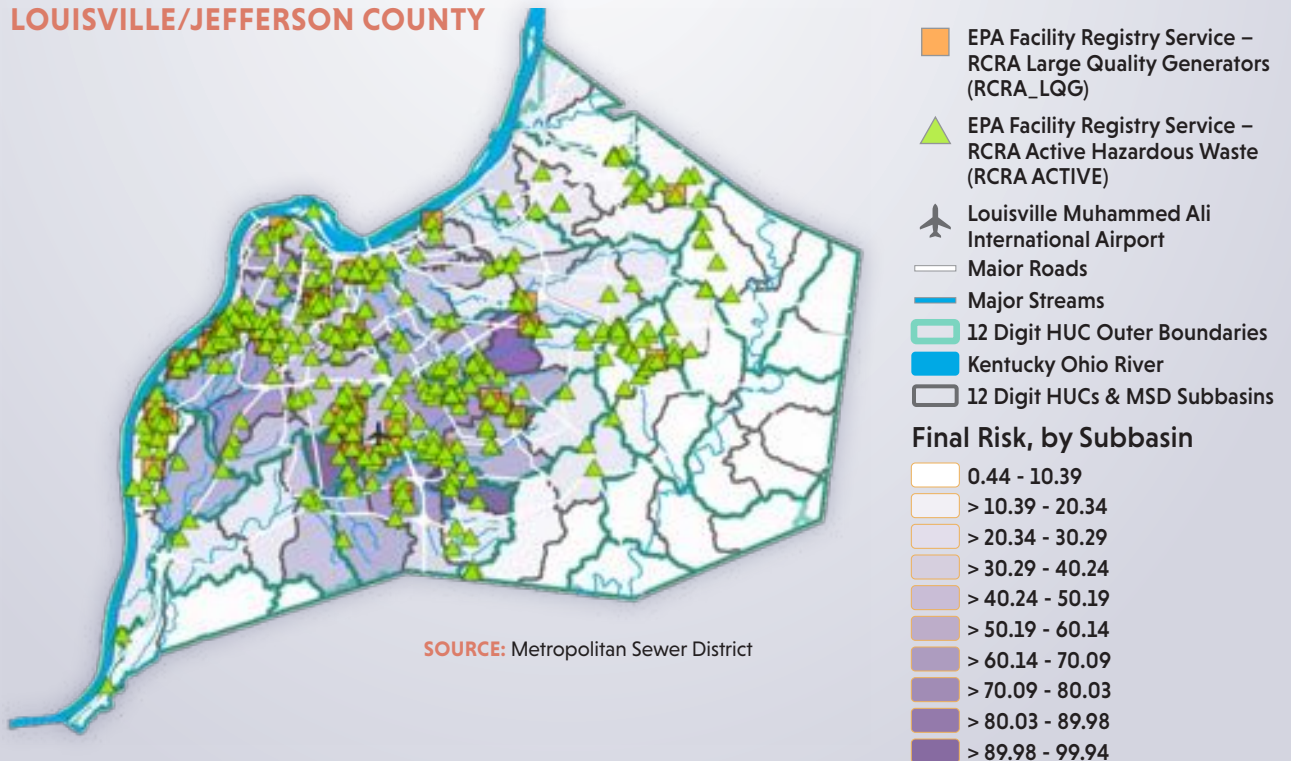 LOUISVILLE/JEFFERSON COUNTY
EPA Facility Registry Service –
RCRA Large Quality Generators
(RCRA_LQG)
EPA Facility Registry Service –
RCRA Active Hazardous Waste
(RCRA ACTIVE)
Louisville Muhammed Ali
International Airport
Maior Roads
Major Streams
12 Digit HUC Outer Boundaries
Kentucky Ohio River
12 Digit HUCs & MSD Subbasins
Final Risk, by Subbasin
0.44 - 10.39
> 10.39 - 20.34
> 20.34 - 30.29
> 30.29 - 40.24
> 40.24 - 50.19
> 50.19 - 60.14
> 60.14 - 70.09
> 70.09 - 80.03
> 80.03 - 89.98
> 89.98 - 99.94
SOURCE: Metropolitan Sewer District